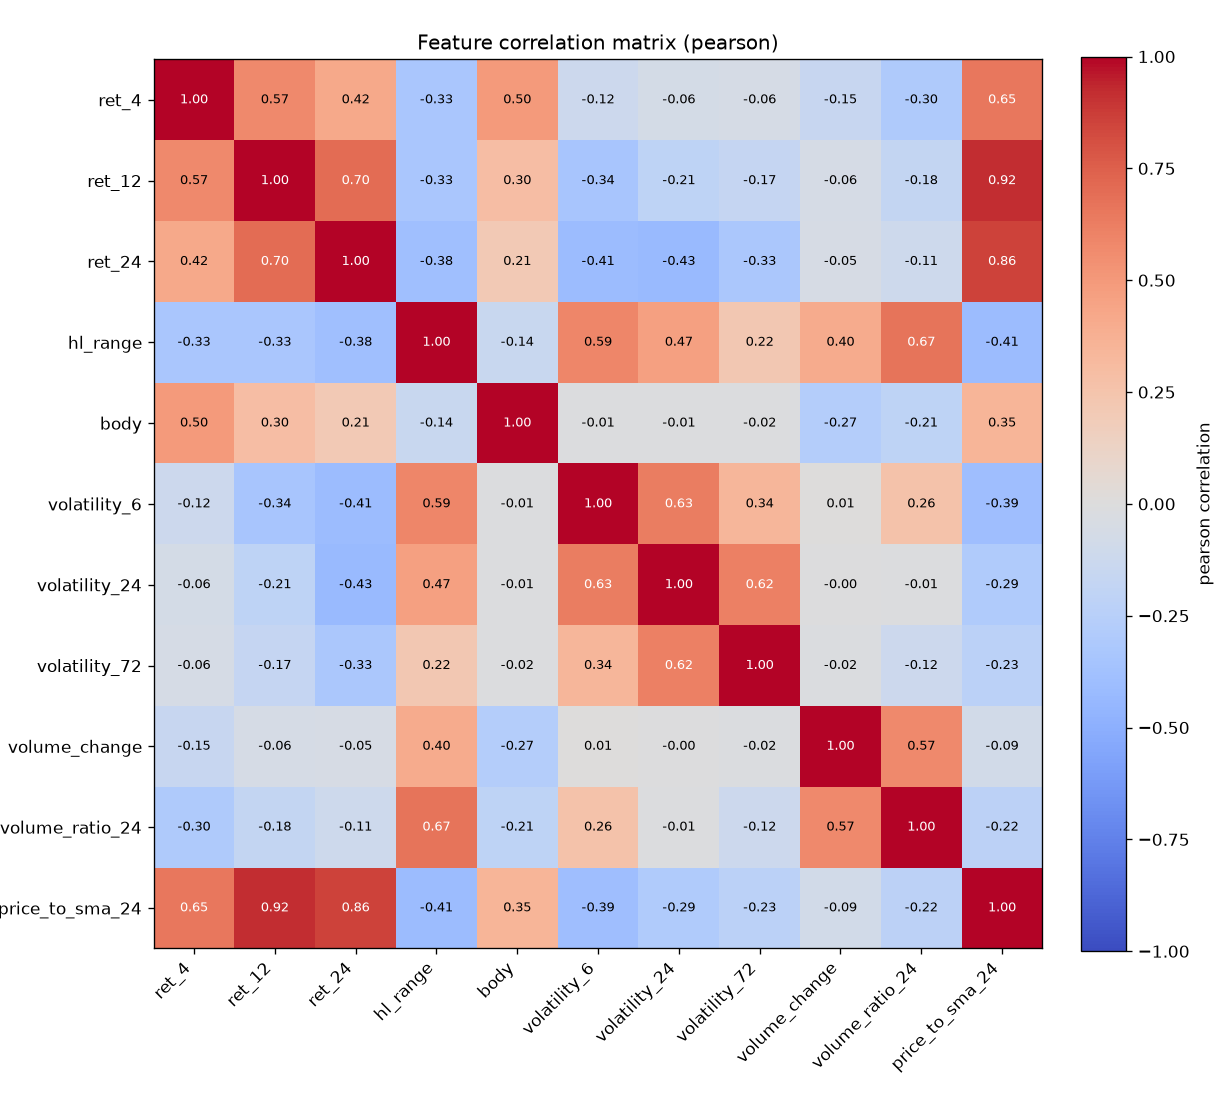 Feature correlation matrix (pearson)
ret_4 1.00 0.57 0.42 -0.33 0.50 -0.12 -0.06 -0.06 -0.15 -0.30 0.65
ret_12 0.57 1.00 0.70 -0.33 0.30 -0.34 -0.21 -0.17 -0.06 -0.18 0.92
ret_24 0.42 0.70 1.00 -0.38 0.21 -0.41 -0.43 -0.33 -0.05 -0.11 0.86
hl_range -0.33 -0.33 -0.38 1.00 -0.14 0.59 0.47 0.22 0.40 0.67 -0.41
body 0.50 0.30 0.21 -0.14 1.00 -0.01 -0.01 -0.02 -0.27 -0.21 0.35
volatility_6 -0.12 -0.34 -0.41 0.59 -0.01 1.00 0.63 0.34 0.01 0.26 -0.39
volatility_24 -0.06 -0.21 -0.43 0.47 -0.01 0.63 1.00 0.62 -0.00 -0.01 -0.29
volatility_72 -0.06 -0.17 -0.33 0.22 -0.02 0.34 0.62 1.00 -0.02 -0.12 -0.23
volume_change -0.15 -0.06 -0.05 0.40 -0.27 0.01 -0.00 -0.02 1.00 0.57 -0.09
volume_ratio_24 -0.30 -0.18 -0.11 0.67 -0.21 0.26 -0.01 -0.12 0.57 1.00 -0.22
price_to_sma_24 0.65 0.92 0.86 -0.41 0.35 -0.39 -0.29 -0.23 -0.09 -0.22 1.00
ret_4
ret_12
ret_24
hl_range
body
volatility_6
volatility_24
volatility_72
volume_change
volume_ratio_24
price_to_sma_24
1.00
0.75
0.50
0.25
0.00
−0.25
−0.50
−0.75
−1.00
pearson correlation